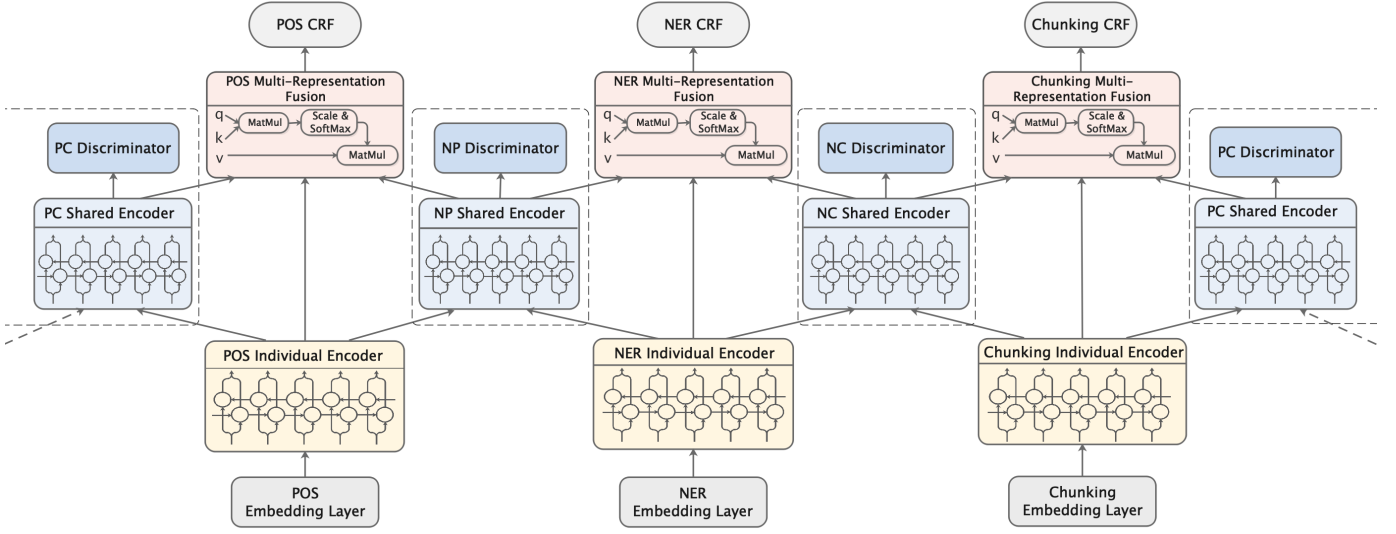 POS CRF
NER CRF
Chunking CRF
POS Multi-Representation
Fusion
q
k
v
MatMul
Scale &
SoftMax
MatMul
NER Multi-Representation
Fusion
q
k
v
MatMul
Scale &
SoftMax
MatMul
Chunking Multi-
Representation Fusion
q
k
v
MatMul
Scale &
SoftMax
MatMul
PC Discriminator
NP Discriminator
NC Discriminator
PC Discriminator
PC Shared Encoder
NP Shared Encoder
NC Shared Encoder
PC Shared Encoder
POS Individual Encoder
NER Individual Encoder
Chunking Individual Encoder
POS
Embedding Layer
NER
Embedding Layer
Chunking
Embedding Layer